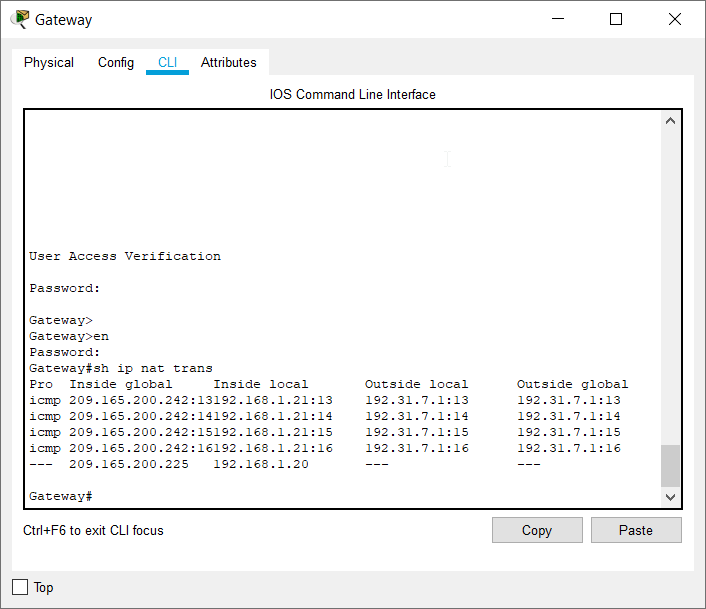 Gateway
Physical Config CLI Attributes
IOS Command Line Interface
User Access Verification
Password:
Gateway>
Gateway>en
Password:
Gateway#sh ip nat trans
Pro  Inside global     Inside local       Outside local      Outside global
icmp 209.165.200.242:13192.168.1.21:13    192.31.7.1:13      192.31.7.1:13
icmp 209.165.200.242:14192.168.1.21:14    192.31.7.1:14      192.31.7.1:14
icmp 209.165.200.242:15192.168.1.21:15    192.31.7.1:15      192.31.7.1:15
icmp 209.165.200.242:16192.168.1.21:16    192.31.7.1:16      192.31.7.1:16
---  209.165.200.225   192.168.1.20       ---                ---
Gateway#
Ctrl+F6 to exit CLI focus Copy Paste
Top